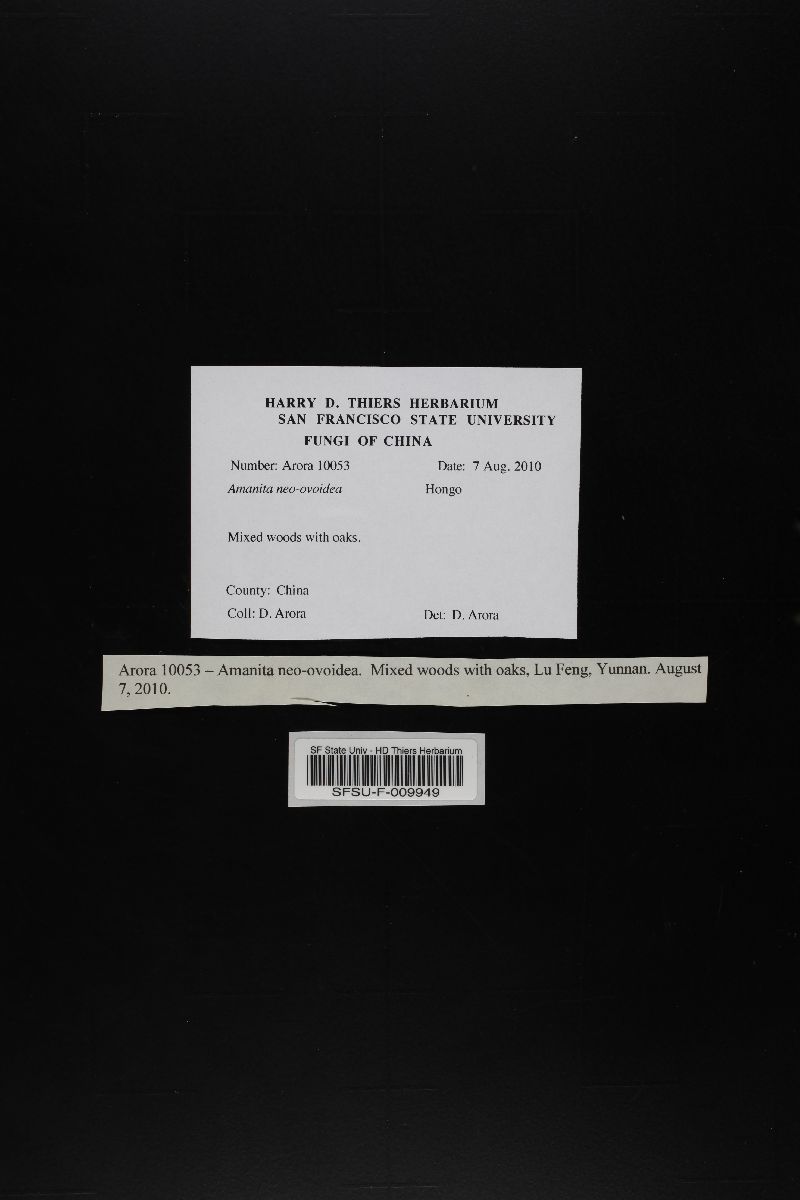 HARRY D. THIERS HERBARIUM
SAN FRANCISCO STATE UNIVERSITY
FUNGI OF CHINA
Number: Arora 10053 Date: 7 Aug. 2010
Amanita neo-ovoidea Hongo
Mixed woods with oaks.
County: China
Coll: D. Arora Det: D. Arora
Arora 10053 – Amanita neo-ovoidea. Mixed woods with oaks, Lu Feng, Yunnan. August
7, 2010.
SF State Univ - HD Thiers Herbarium
SFSU-F-009949